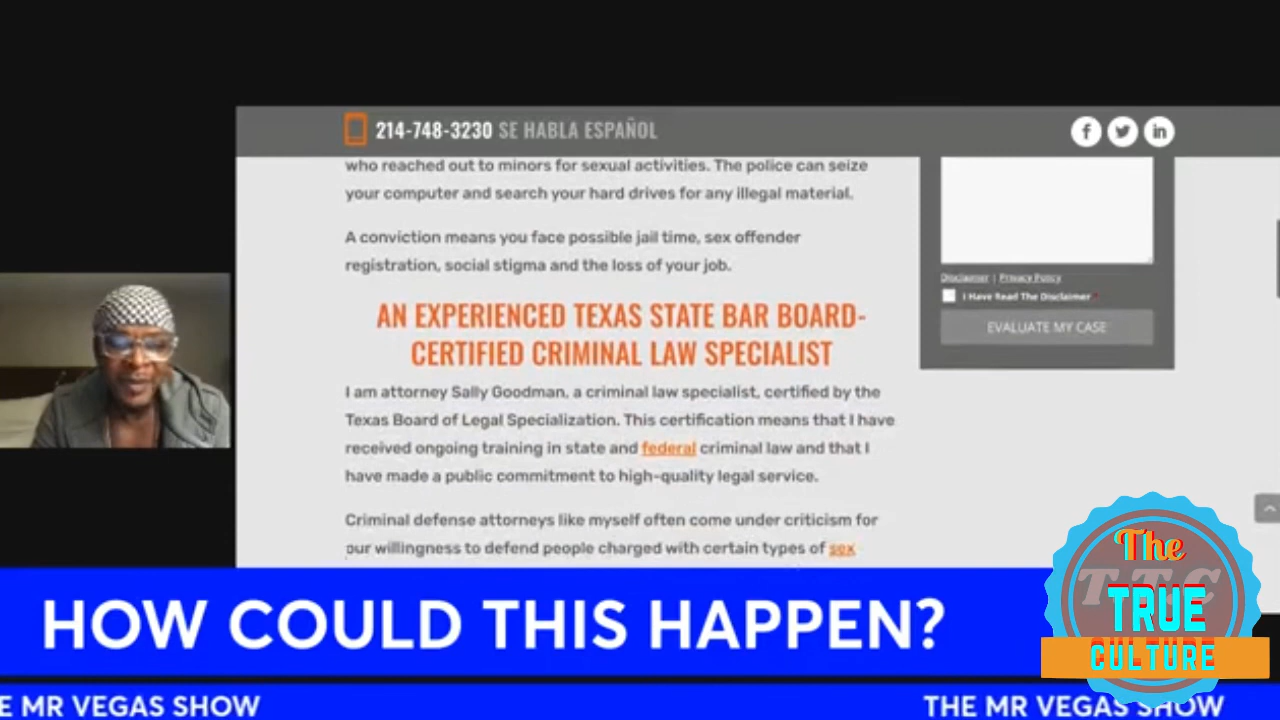 214-748-3230 SE HABLA ESPAÑOL
who reached out to minors for sexual activities. The police can seize
your computer and search your hard drives for any illegal material.
A conviction means you face possible jail time, sex offender
registration, social stigma and the loss of your job.
AN EXPERIENCED TEXAS STATE BAR BOARD-
CERTIFIED CRIMINAL LAW SPECIALIST
I am attorney Sally Goodman, a criminal law specialist, certified by the
Texas Board of Legal Specialization. This certification means that I have
received ongoing training in state and federal criminal law and that I
have made a public commitment to high-quality legal service.
Criminal defense attorneys like myself often come under criticism for
our willingness to defend people charged with certain types of sex
Disclaimer | Privacy Policy
I Have Read The Disclaimer*
EVALUATE MY CASE
HOW COULD THIS HAPPEN?
The
TTC
TRUE
CULTURE
E MR VEGAS SHOW
THE MR VEGAS SHOW